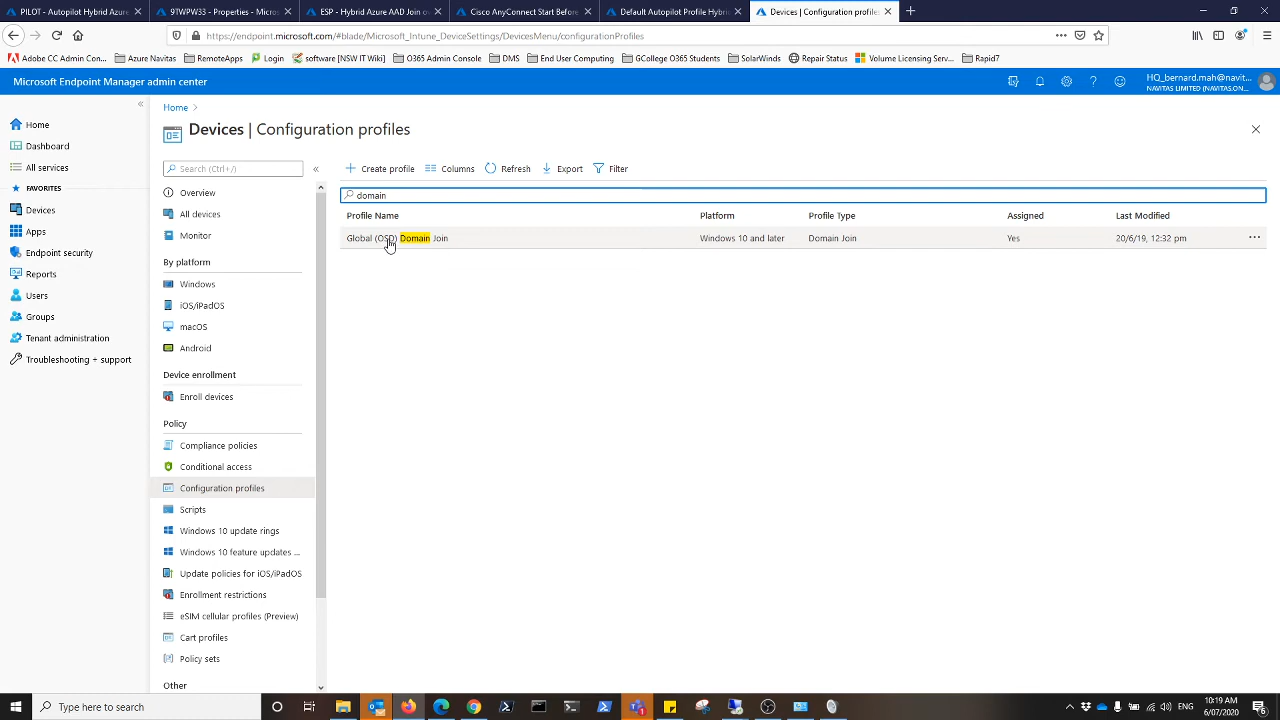 PILOT - Autopilot Hybrid Azure
91TPW33 - Properties - Micros
ESP - Hybrid Azure AAD Join ov
Cisco AnyConnect Start Before
Default Autopilot Profile Hybri
Devices | Configuration profiles
https://endpoint.microsoft.com/#blade/Microsoft_Intune_DeviceSettings/DevicesMenu/configurationProfiles
Adobe CC Admin Con...
Azure Navitas
RemoteApps
Login
software [NSW IT Wiki]
O365 Admin Console
DMS
End User Computing
GCollege O365 Students
SolarWinds
Repair Status
Volume Licensing Serv...
Rapid7
Microsoft Endpoint Manager admin center
HQ_bernard.mah@navit...
NAVITAS LIMITED (NAVITAS.ON...
Home
Dashboard
All services
FAVORITES
Devices
Apps
Endpoint security
Reports
Users
Groups
Tenant administration
Troubleshooting + support
Home >
Devices | Configuration profiles
Search (Ctrl+/)
Overview
All devices
Monitor
By platform
Windows
iOS/iPadOS
macOS
Android
Device enrollment
Enroll devices
Policy
Compliance policies
Conditional access
Configuration profiles
Scripts
Windows 10 update rings
Windows 10 feature updates ...
Update policies for iOS/iPadOS
Enrollment restrictions
eSIM cellular profiles (Preview)
Cart profiles
Policy sets
Other
Create profile Columns Refresh Export Filter
domain
Profile Name Platform Profile Type Assigned Last Modified
Global (OSD) Domain Join Windows 10 and later Domain Join Yes 20/6/19, 12:32 pm ...
Type here to search
ENG
10:19 AM
6/07/2020